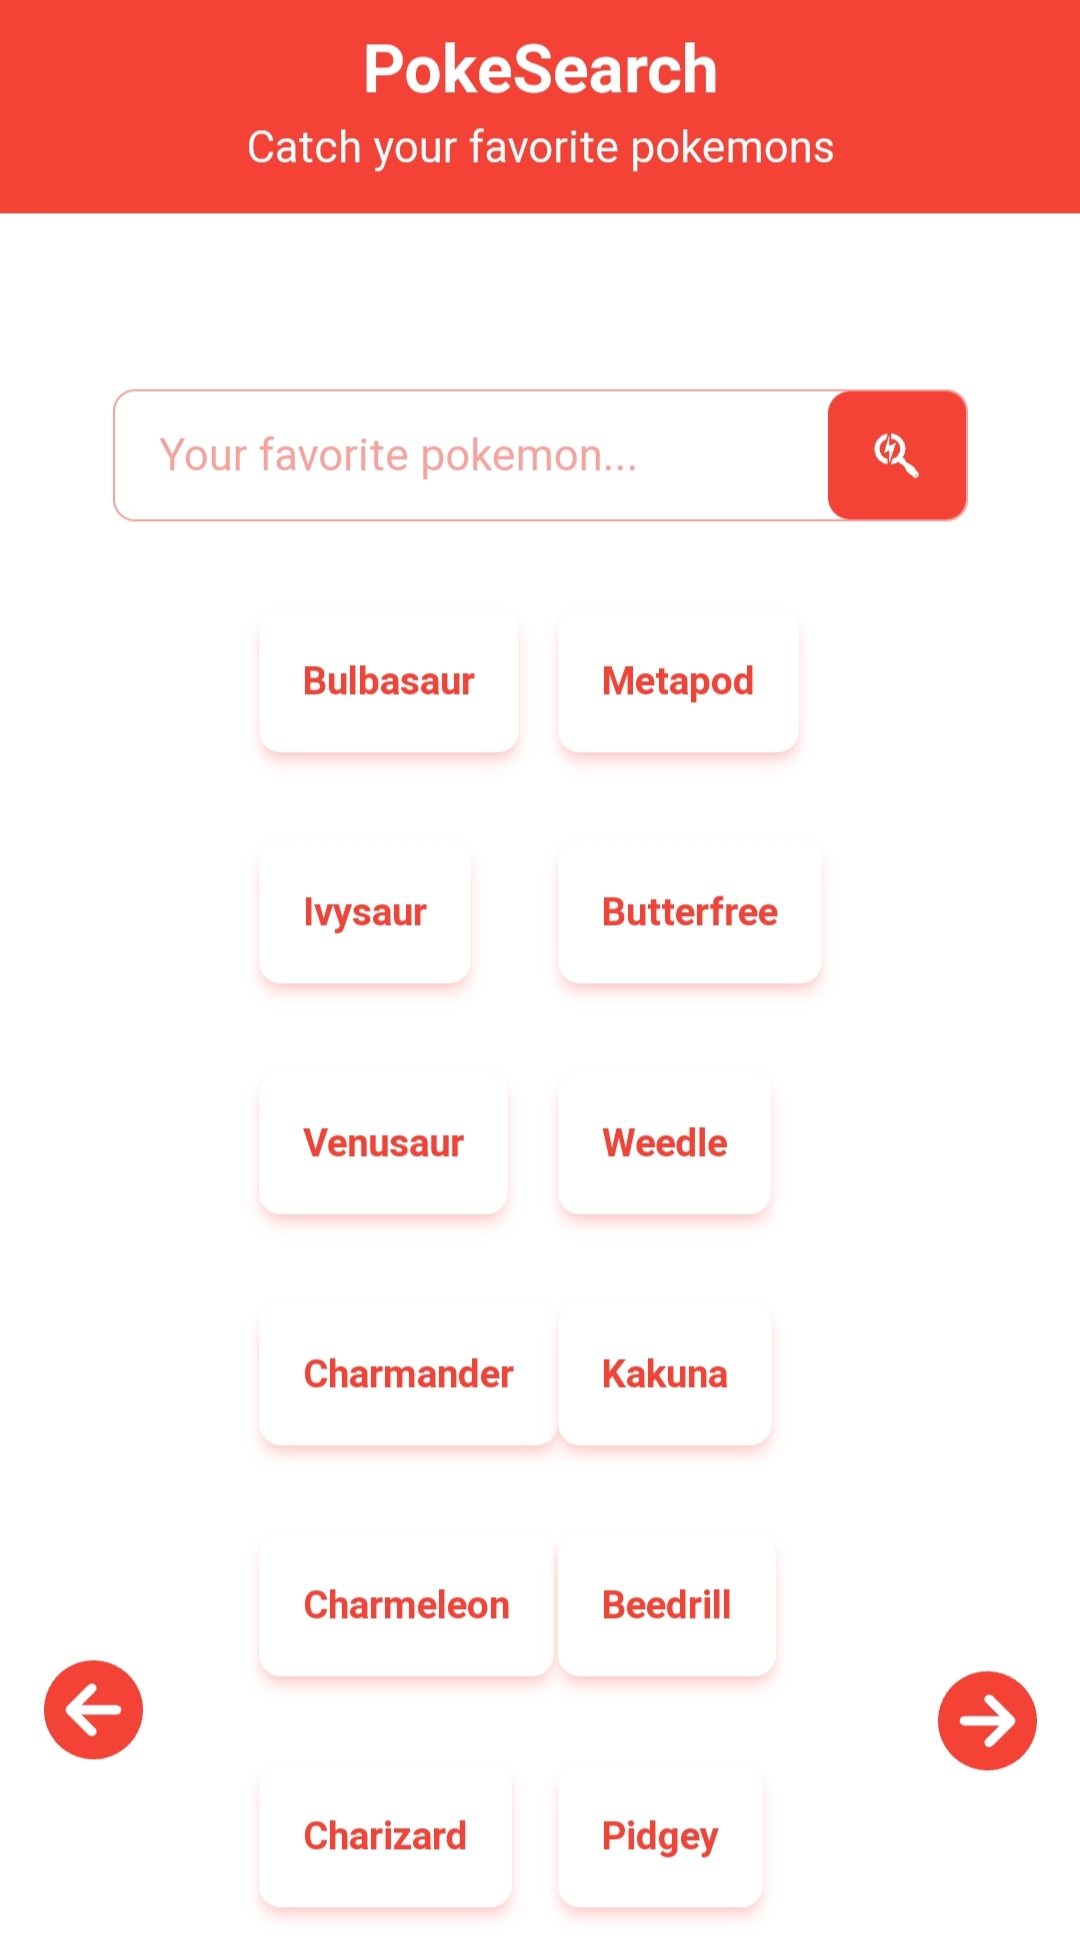 PokeSearch
Catch your favorite pokemons
Your favorite pokemon...
Bulbasaur
Metapod
Ivysaur
Butterfree
Venusaur
Weedle
Charmander
Kakuna
Charmeleon
Beedrill
Charizard
Pidgey